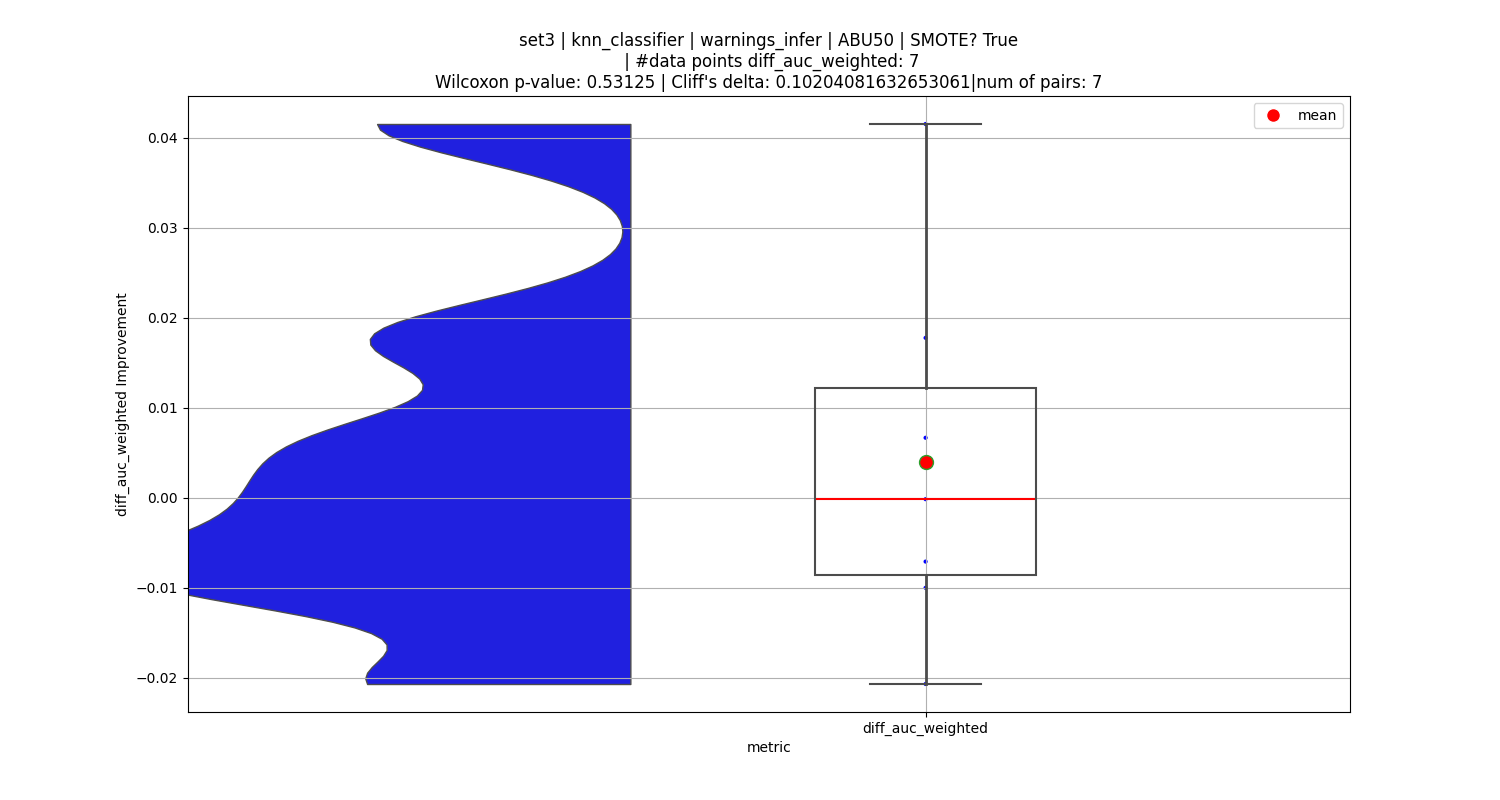 set3 | knn_classifier | warnings_infer | ABU50 | SMOTE? True
| #data points diff_auc_weighted: 7
Wilcoxon p-value: 0.53125 | Cliff's delta: 0.10204081632653061|num of pairs: 7
mean
0.04
0.03
0.02
0.01
0.00
−0.01
−0.02
diff_auc_weighted Improvement
diff_auc_weighted
metric